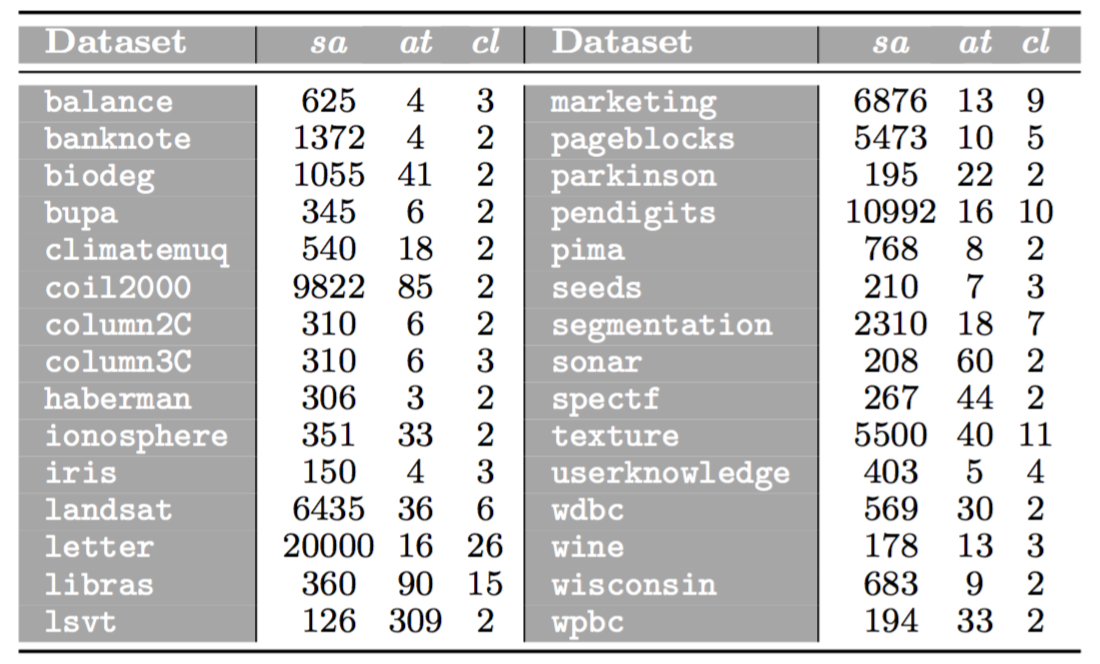 Dataset sa at cl Dataset sa at cl
balance 625 4 3 marketing 6876 13 9
banknote 1372 4 2 pageblocks 5473 10 5
biodeg 1055 41 2 parkinson 195 22 2
bupa 345 6 2 pendigits 10992 16 10
climatemuq 540 18 2 pima 768 8 2
coil2000 9822 85 2 seeds 210 7 3
column2C 310 6 2 segmentation 2310 18 7
column3C 310 6 3 sonar 208 60 2
haberman 306 3 2 spectf 267 44 2
ionosphere 351 33 2 texture 5500 40 11
iris 150 4 3 userknowledge 403 5 4
landsat 6435 36 6 wdbc 569 30 2
letter 20000 16 26 wine 178 13 3
libras 360 90 15 wisconsin 683 9 2
lsvt 126 309 2 wpbc 194 33 2